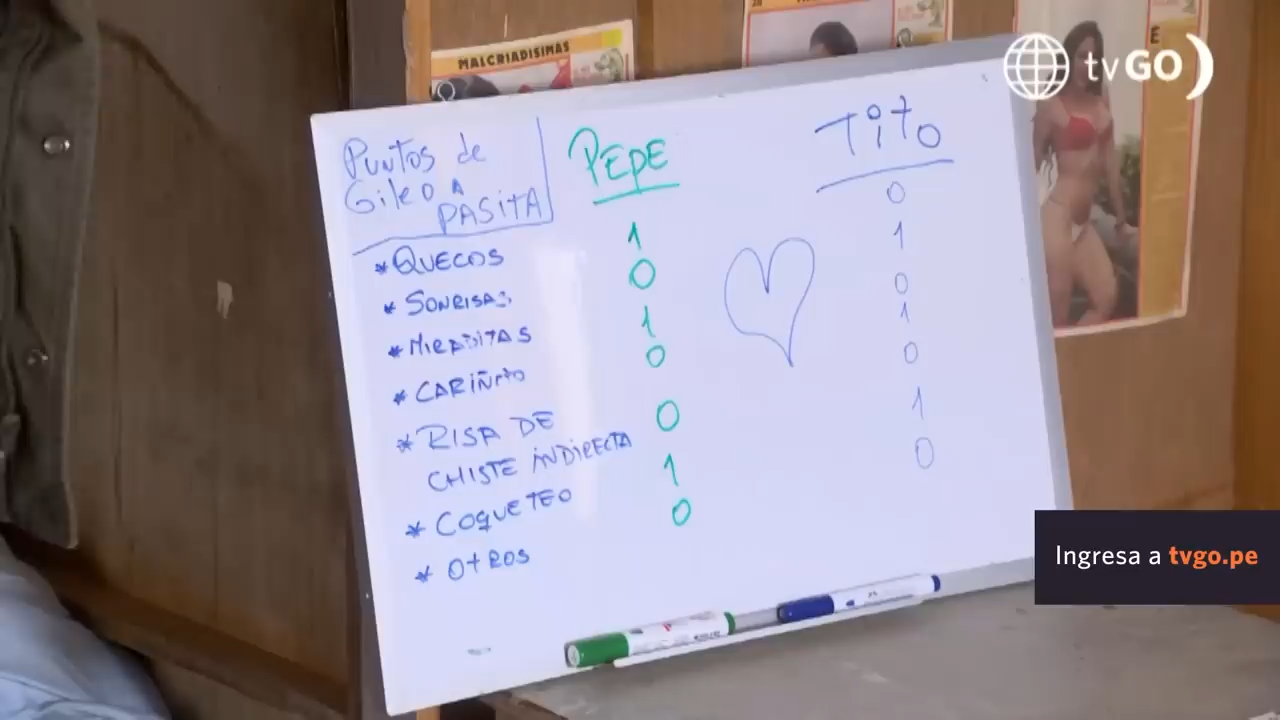 MALCRIADISIMAS
tvGO
Puntos de
Gileo A
PASITA
PEPE
Tito
* QUECOS 1 0
* SONRISAS 0 1
* MIRADITAS 1 0
* CARIÑITO 0 1
* RISA DE
CHISTE INDIRECTA 0 0
* COQUETEO 1 1
* OTROS 0 0
Ingresa a tvgo.pe